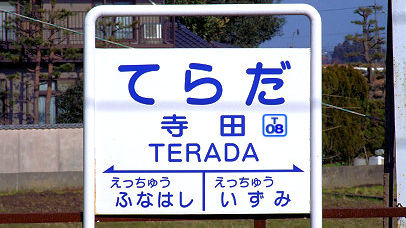 てらだ
寺田
T
08
TERADA
えっちゅう えっちゅう
ふなはし いずみ